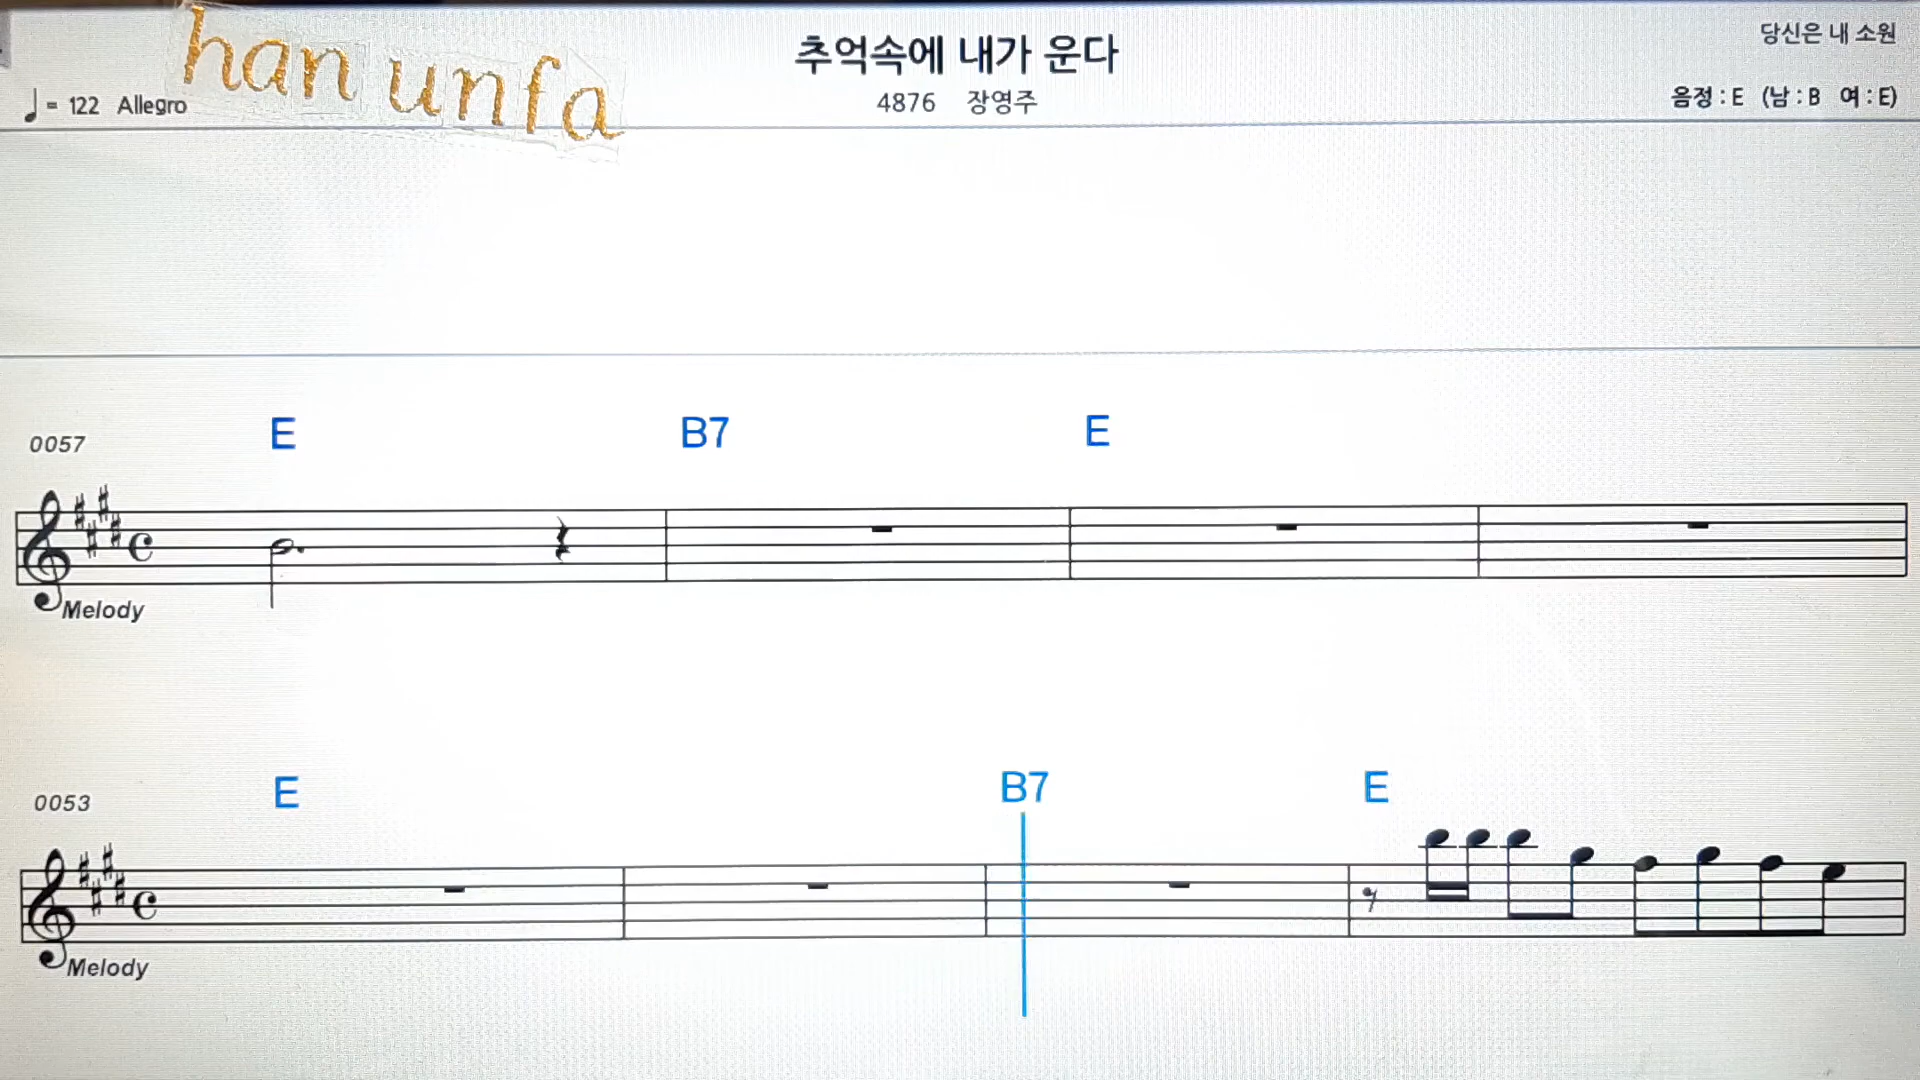 han unfa
추억속에 내가 운다
당신은 내 소원
♩ = 122 Allegro
4876 장영주
음정 : E (남 : B 여 : E)
0057 E B7 E
Melody
0053 E B7 E
Melody